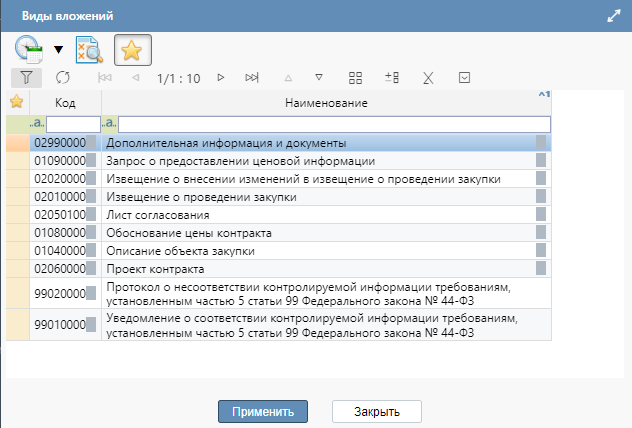 Виды вложений
1/1 : 10
Код Наименование
^1
..а.. ..а..
02990000 Дополнительная информация и документы
01090000 Запрос о предоставлении ценовой информации
02020000 Извещение о внесении изменений в извещение о проведении закупки
02010000 Извещение о проведении закупки
02050100 Лист согласования
01080000 Обоснование цены контракта
01040000 Описание объекта закупки
02060000 Проект контракта
99020000 Протокол о несоответствии контролируемой информации требованиям,
установленным частью 5 статьи 99 Федерального закона № 44-ФЗ
99010000 Уведомление о соответствии контролируемой информации требованиям,
установленным частью 5 статьи 99 Федерального закона № 44-ФЗ
Применить Закрыть